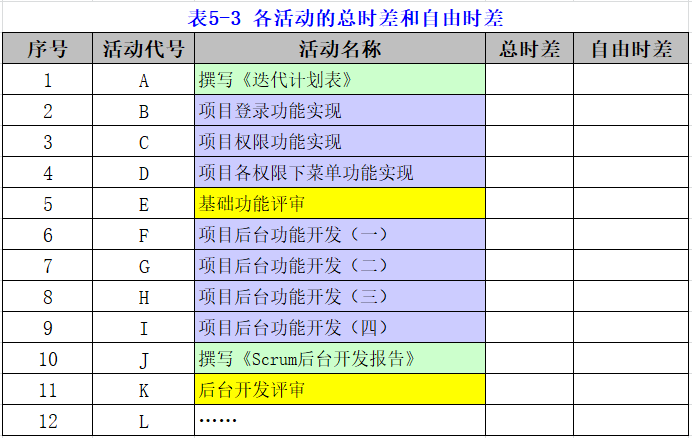 表5-3 各活动的总时差和自由时差
序号 活动代号 活动名称 总时差 自由时差
1 A 撰写《迭代计划表》
2 B 项目登录功能实现
3 C 项目权限功能实现
4 D 项目各权限下菜单功能实现
5 E 基础功能评审
6 F 项目后台功能开发（一）
7 G 项目后台功能开发（二）
8 H 项目后台功能开发（三）
9 I 项目后台功能开发（四）
10 J 撰写《Scrum后台开发报告》
11 K 后台开发评审
12 L ……